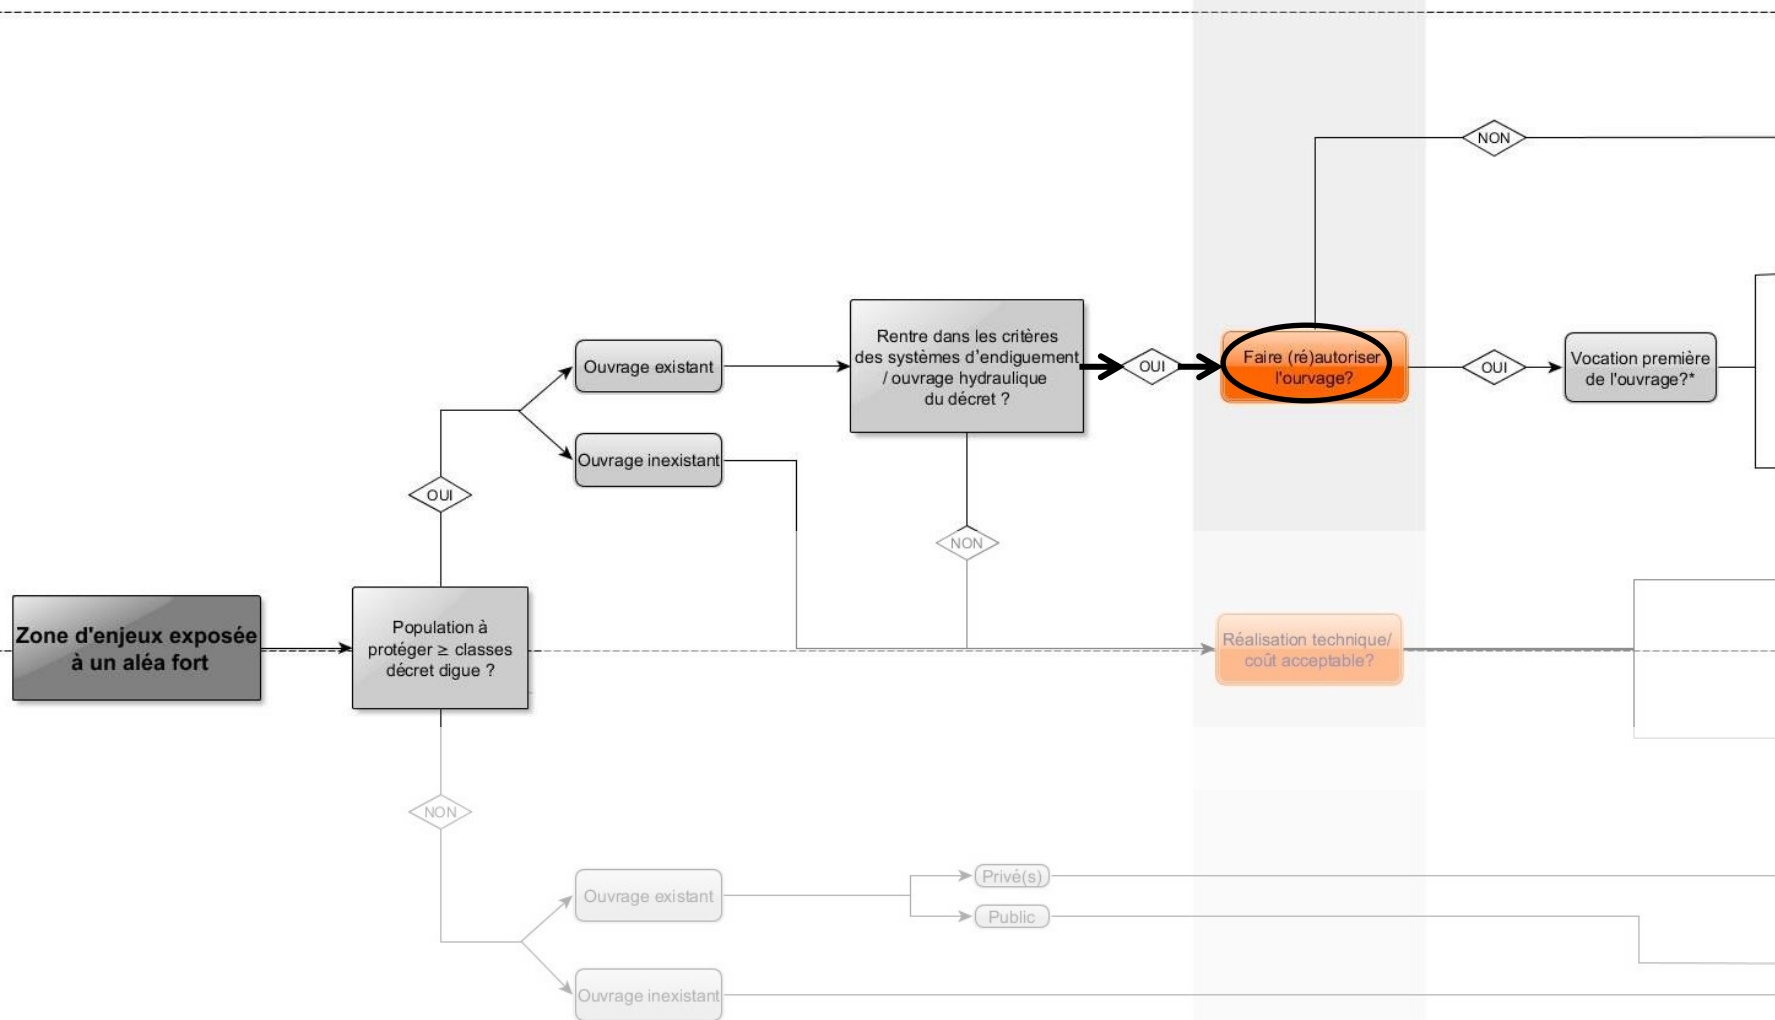 NON
Rentre dans les critères
des systèmes d'endiguement
/ ouvrage hydraulique
du décret ?
Ouvrage existant
OUI
Faire (ré)autoriser
l'ourvage?
OUI
Vocation première
de l'ouvrage?*
Ouvrage inexistant
OUI
NON
Zone d'enjeux exposée
à un aléa fort
Population à
protéger ≥ classes
décret digue ?
Réalisation technique/
coût acceptable?
NON
Ouvrage existant
Privé(s)
Public
Ouvrage inexistant